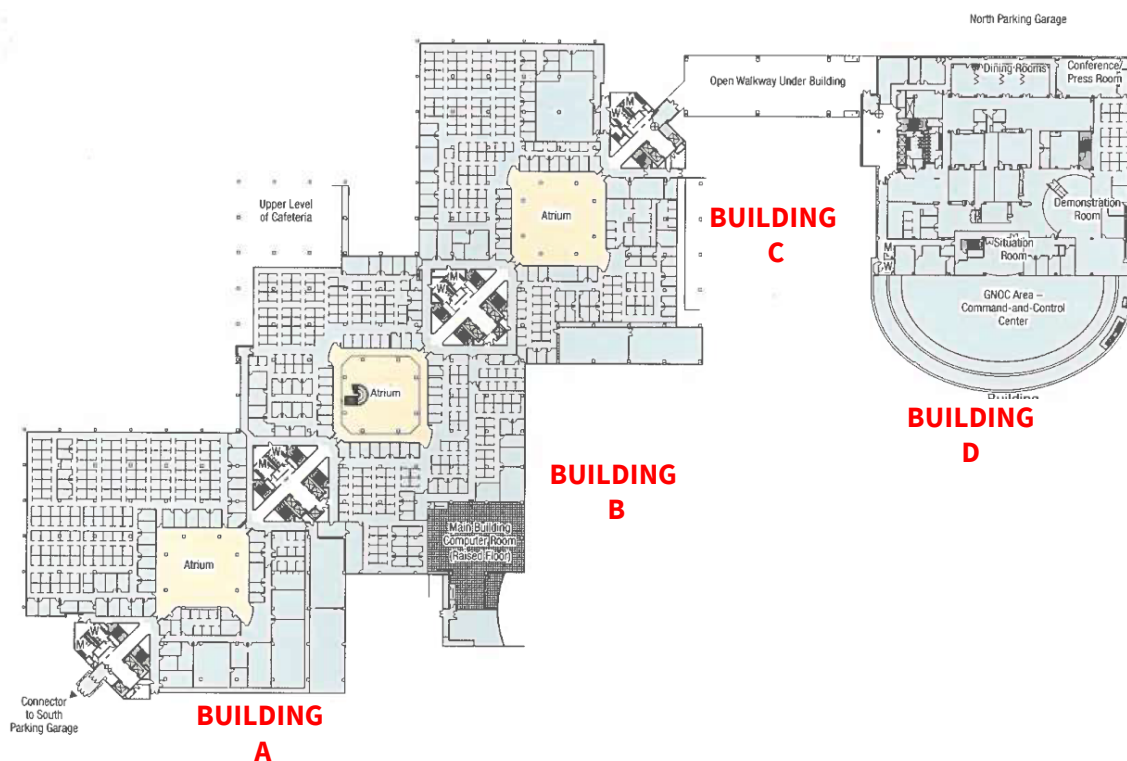 North Parking Garage
Open Walkway Under Building
Dining Rooms
Conference/
Press Room
M
W
Upper Level
of Cafeteria
Atrium
BUILDING
C
Demonstration
Room
Situation
Room
M
W
M
W
GNOC Area –
Command-and-Control
Center
Atrium
Building
BUILDING
D
W
M
BUILDING
B
Main Building
Computer Room
(Raised Floor)
Atrium
W
M
Connector
to South
Parking Garage
BUILDING
A